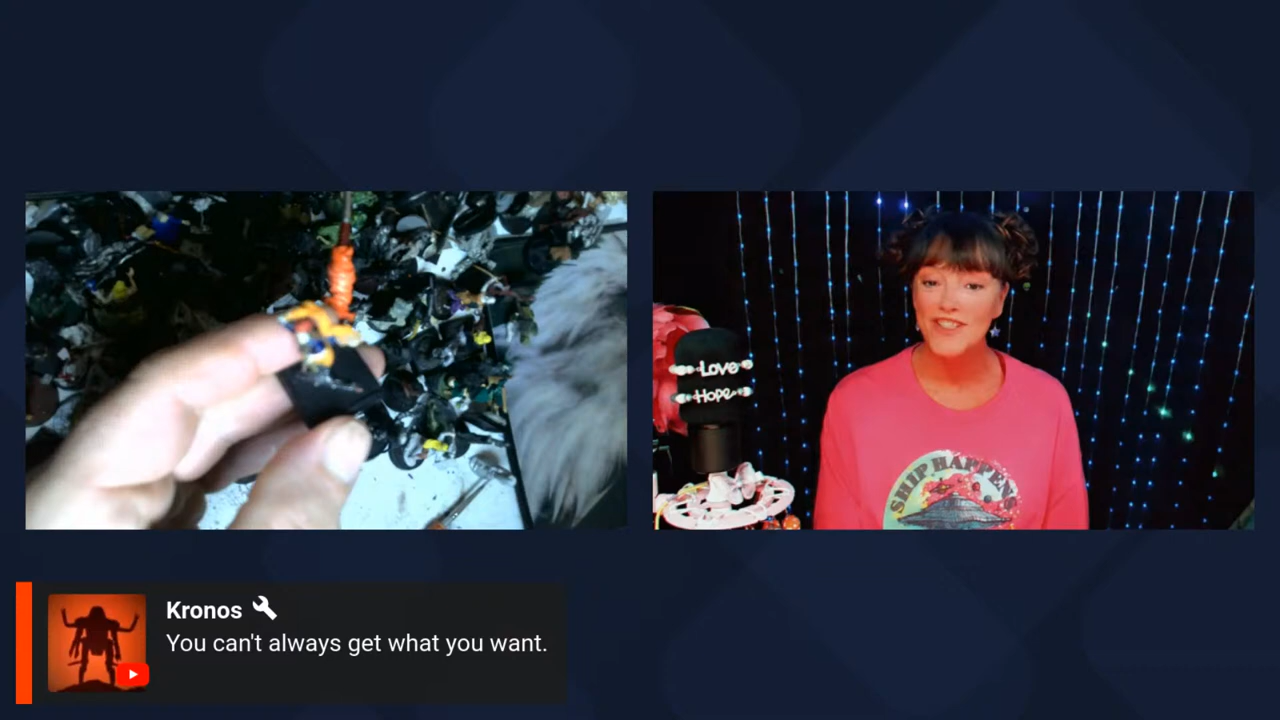 Love
Hope
SHIP HAPPENS
Kronos
You can't always get what you want.